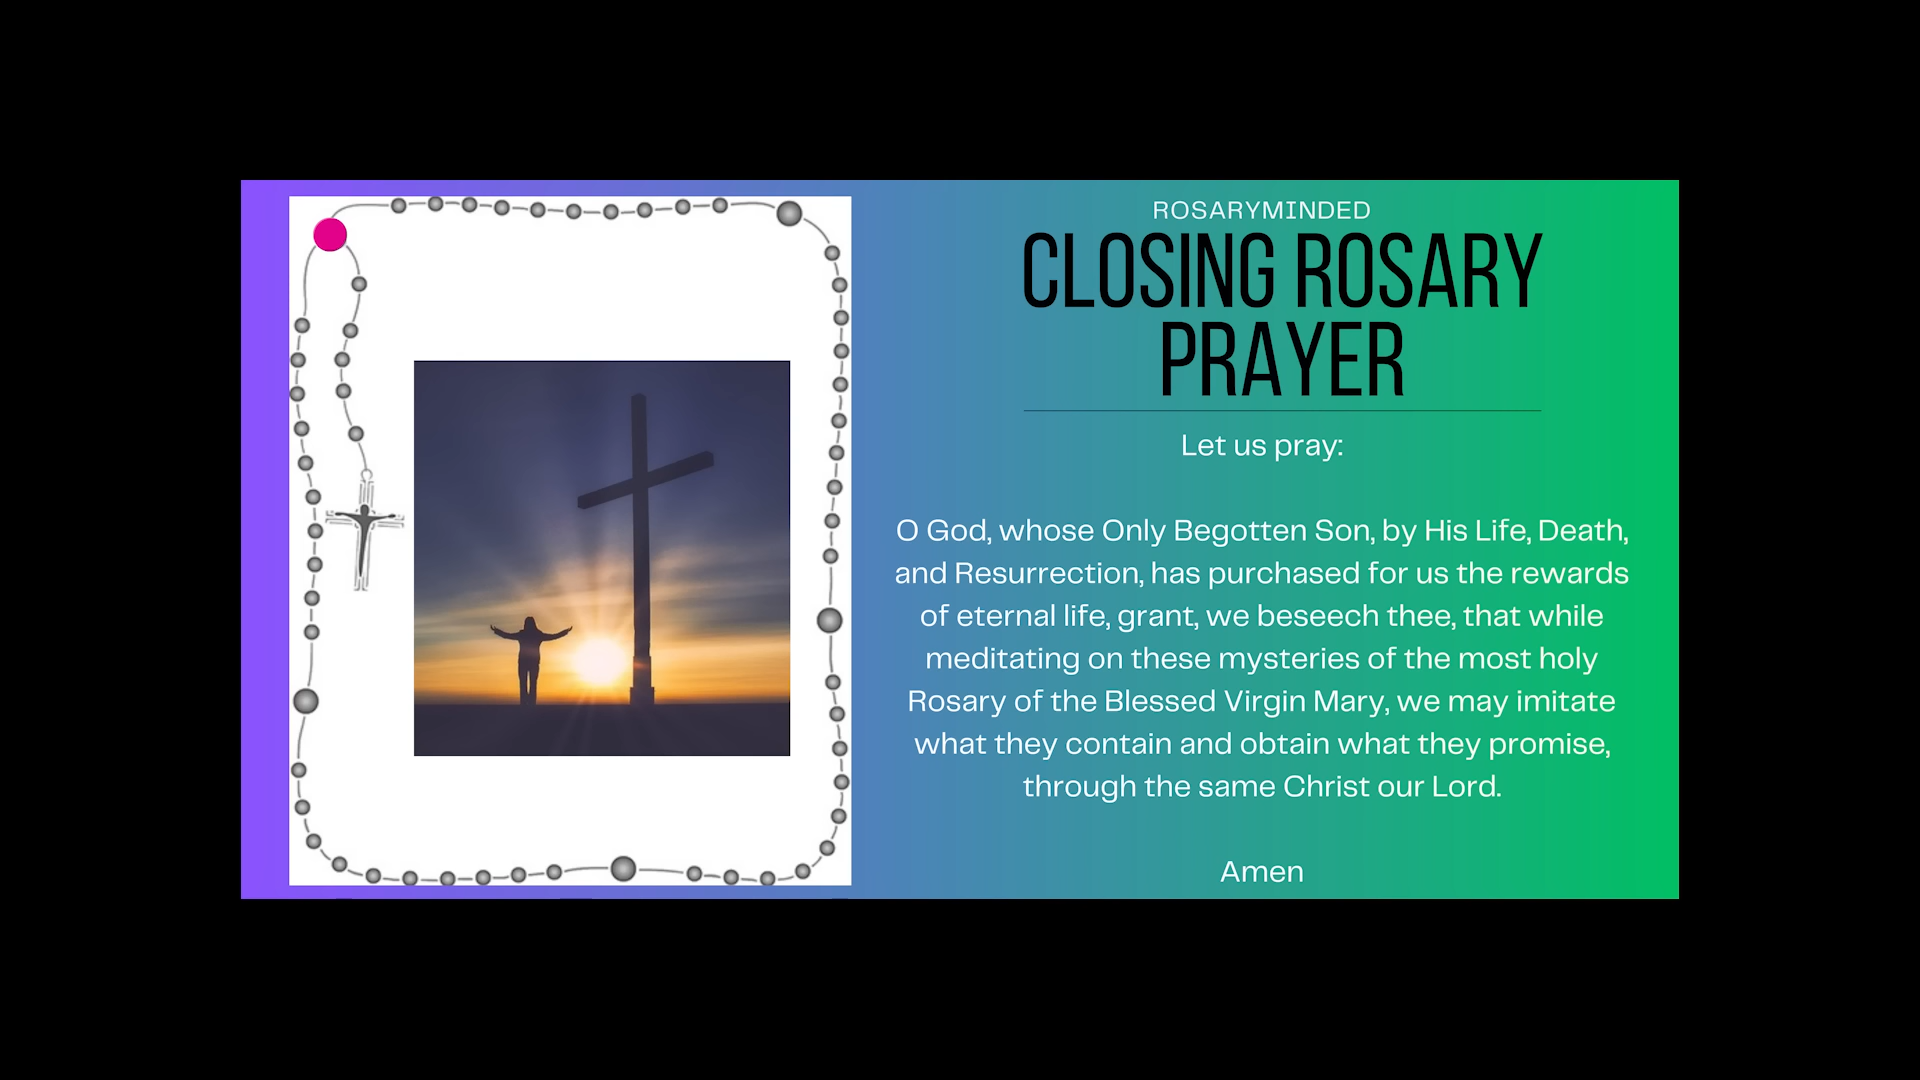 ROSARYMINDED
CLOSING ROSARY
PRAYER
Let us pray:
O God, whose Only Begotten Son, by His Life, Death,
and Resurrection, has purchased for us the rewards
of eternal life, grant, we beseech thee, that while
meditating on these mysteries of the most holy
Rosary of the Blessed Virgin Mary, we may imitate
what they contain and obtain what they promise,
through the same Christ our Lord.
Amen